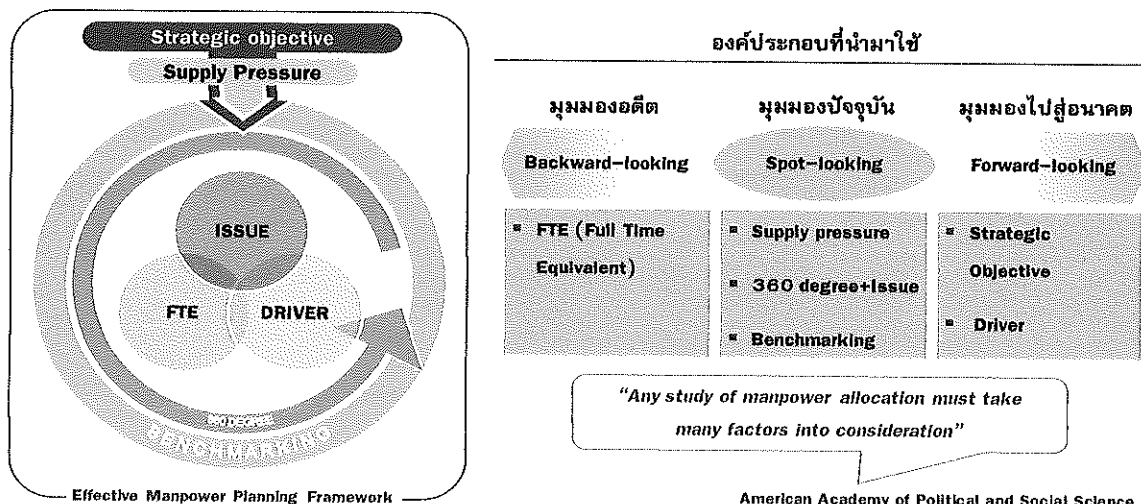 Strategic objective
Supply Pressure
ISSUE
FTE
DRIVER
360 DEGREE
BENCHMARKING
Effective Manpower Planning Framework
องค์ประกอบที่นำมาใช้
มุมมองอดีต
มุมมองปัจจุบัน
มุมมองไปสู่อนาคต
Backward-looking
Spot-looking
Forward-looking
▪ FTE (Full Time
Equivalent)
▪ Supply pressure
▪ 360 degree+Issue
▪ Benchmarking
▪ Strategic
Objective
▪ Driver
"Any study of manpower allocation must take
many factors into consideration"
American Academy of Political and Social Science